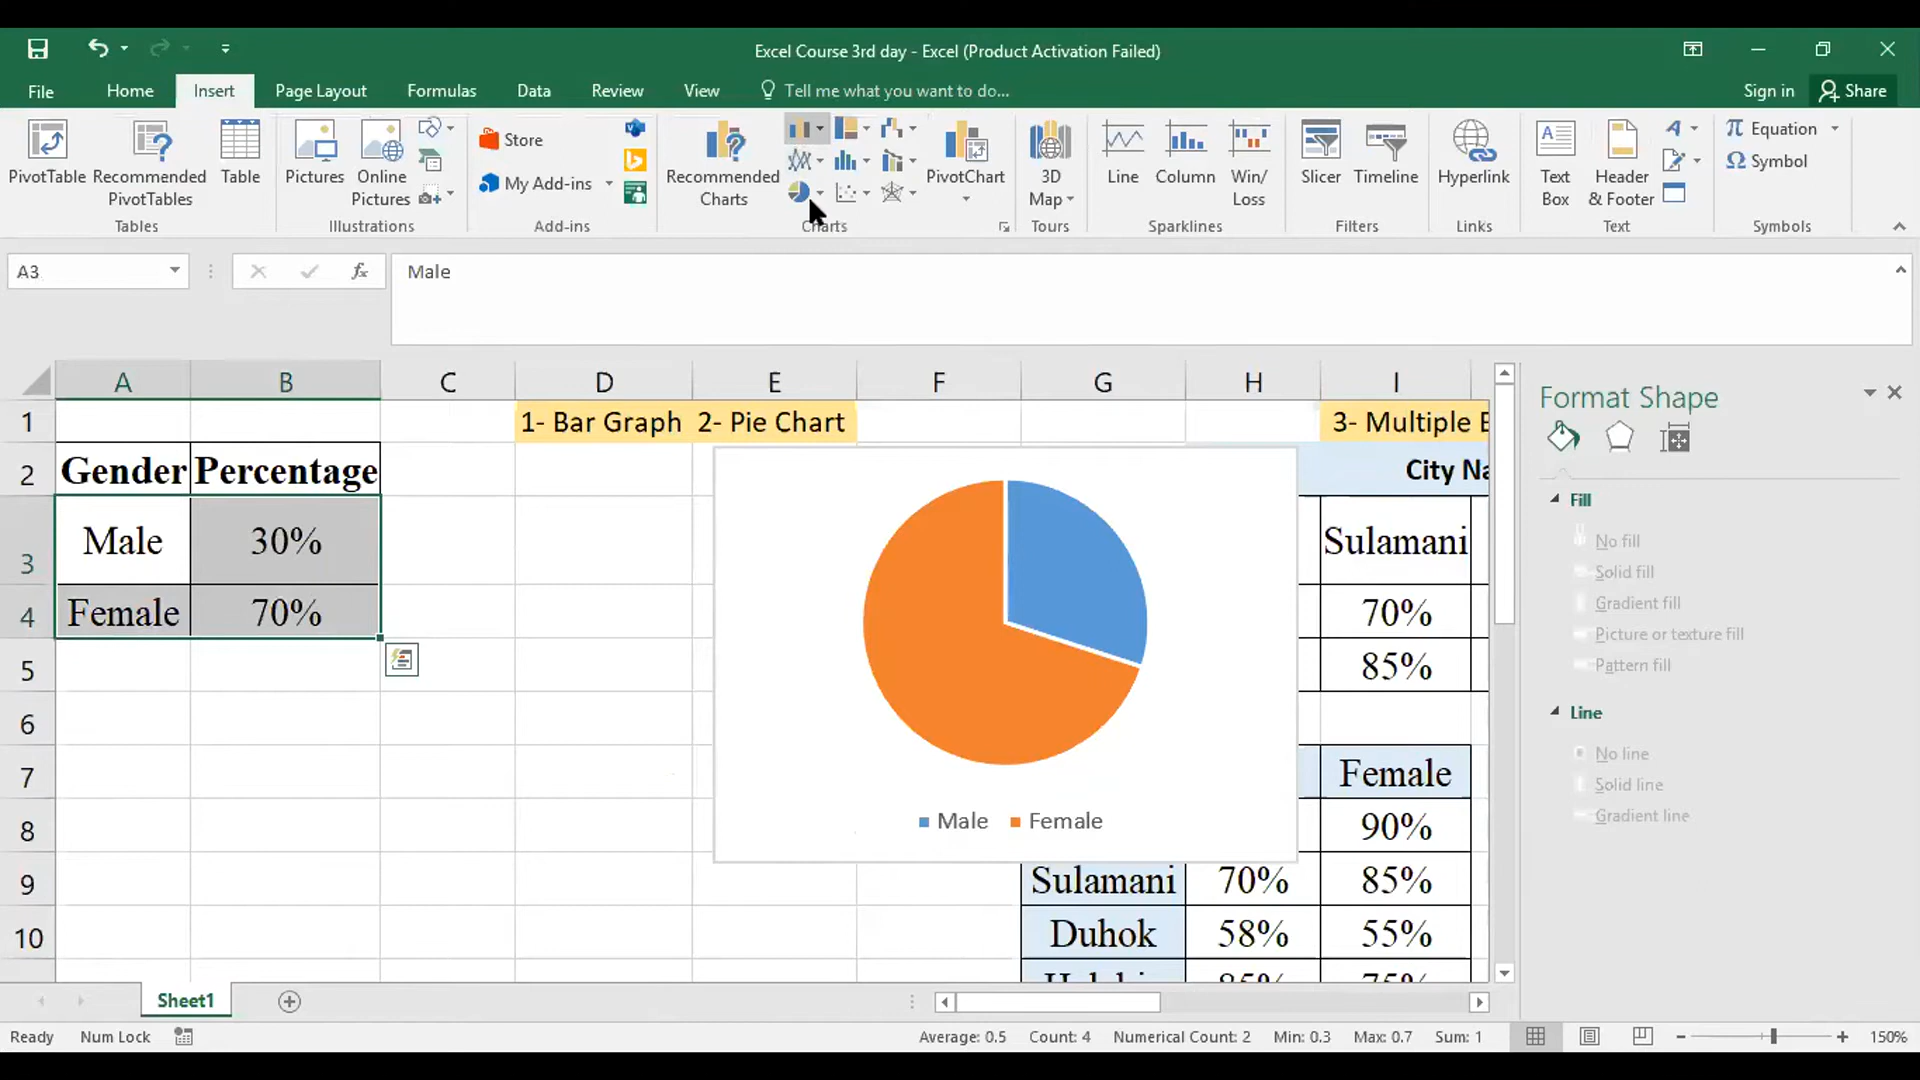 Excel Course 3rd day - Excel (Product Activation Failed)
File Home Insert Page Layout Formulas Data Review View Tell me what you want to do... Sign in Share
PivotTable Recommended PivotTables Table
Tables
Pictures Online Pictures
Illustrations
Store
My Add-ins
Add-ins
Recommended Charts
PivotChart
Charts
3D Map
Tours
Line Column Win/Loss
Sparklines
Slicer Timeline
Filters
Hyperlink
Links
Text Box Header & Footer
Text
Equation
Symbol
Symbols
A3 fx Male
A B C D E F G H I
1 1- Bar Graph 2- Pie Chart 3- Multiple B
2 Gender Percentage City Na
3 Male 30% Sulamani
4 Female 70% 70%
5 85%
6
7 Female
8 90%
9 Sulamani 70% 85%
10 Duhok 58% 55%
85% 75%
Male Female
Format Shape
Fill
No fill
Solid fill
Gradient fill
Picture or texture fill
Pattern fill
Line
No line
Solid line
Gradient line
Sheet1
Ready Num Lock Average: 0.5 Count: 4 Numerical Count: 2 Min: 0.3 Max: 0.7 Sum: 1 150%